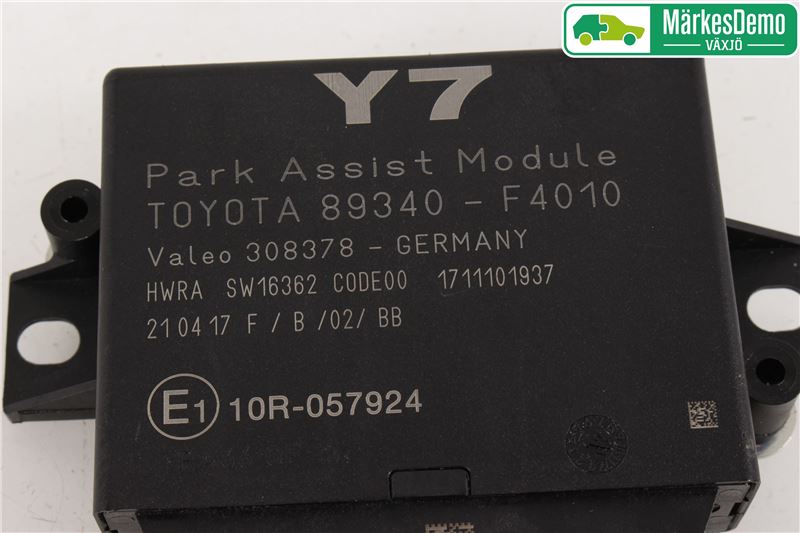 MärkesDemo
VÄXJÖ
Y7
Park Assist Module
TOYOTA 89340 - F4010
Valeo 308378 - GERMANY
HWRA SW16362 CODE00 1711101937
210417 F / B /02/ BB
E1 10R-057924